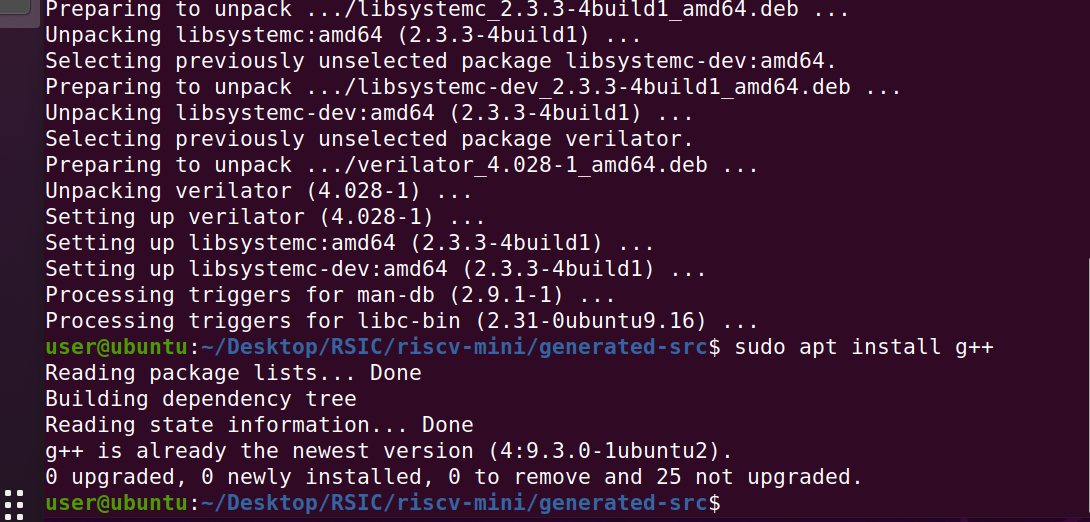 Preparing to unpack .../libsystemc_2.3.3-4build1_amd64.deb ...
Unpacking libsystemc:amd64 (2.3.3-4build1) ...
Selecting previously unselected package libsystemc-dev:amd64.
Preparing to unpack .../libsystemc-dev_2.3.3-4build1_amd64.deb ...
Unpacking libsystemc-dev:amd64 (2.3.3-4build1) ...
Selecting previously unselected package verilator.
Preparing to unpack .../verilator_4.028-1_amd64.deb ...
Unpacking verilator (4.028-1) ...
Setting up verilator (4.028-1) ...
Setting up libsystemc:amd64 (2.3.3-4build1) ...
Setting up libsystemc-dev:amd64 (2.3.3-4build1) ...
Processing triggers for man-db (2.9.1-1) ...
Processing triggers for libc-bin (2.31-0ubuntu9.16) ...
user@ubuntu:~/Desktop/RSIC/riscv-mini/generated-src$ sudo apt install g++
Reading package lists... Done
Building dependency tree
Reading state information... Done
g++ is already the newest version (4:9.3.0-1ubuntu2).
0 upgraded, 0 newly installed, 0 to remove and 25 not upgraded.
user@ubuntu:~/Desktop/RSIC/riscv-mini/generated-src$